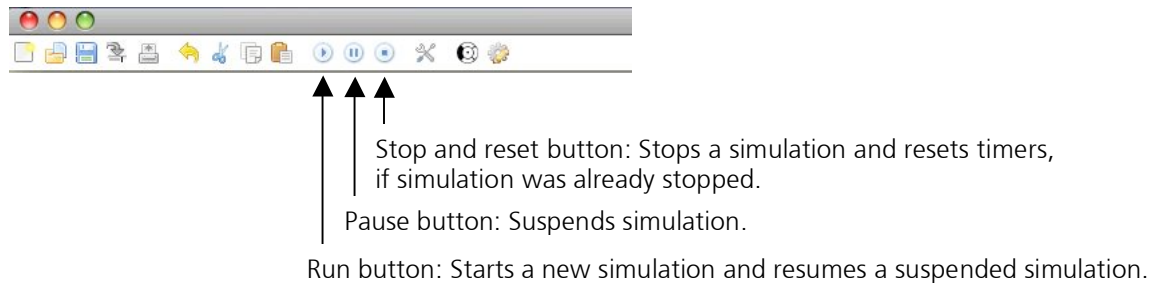 Stop and reset button: Stops a simulation and resets timers,
if simulation was already stopped.
Pause button: Suspends simulation.
Run button: Starts a new simulation and resumes a suspended simulation.